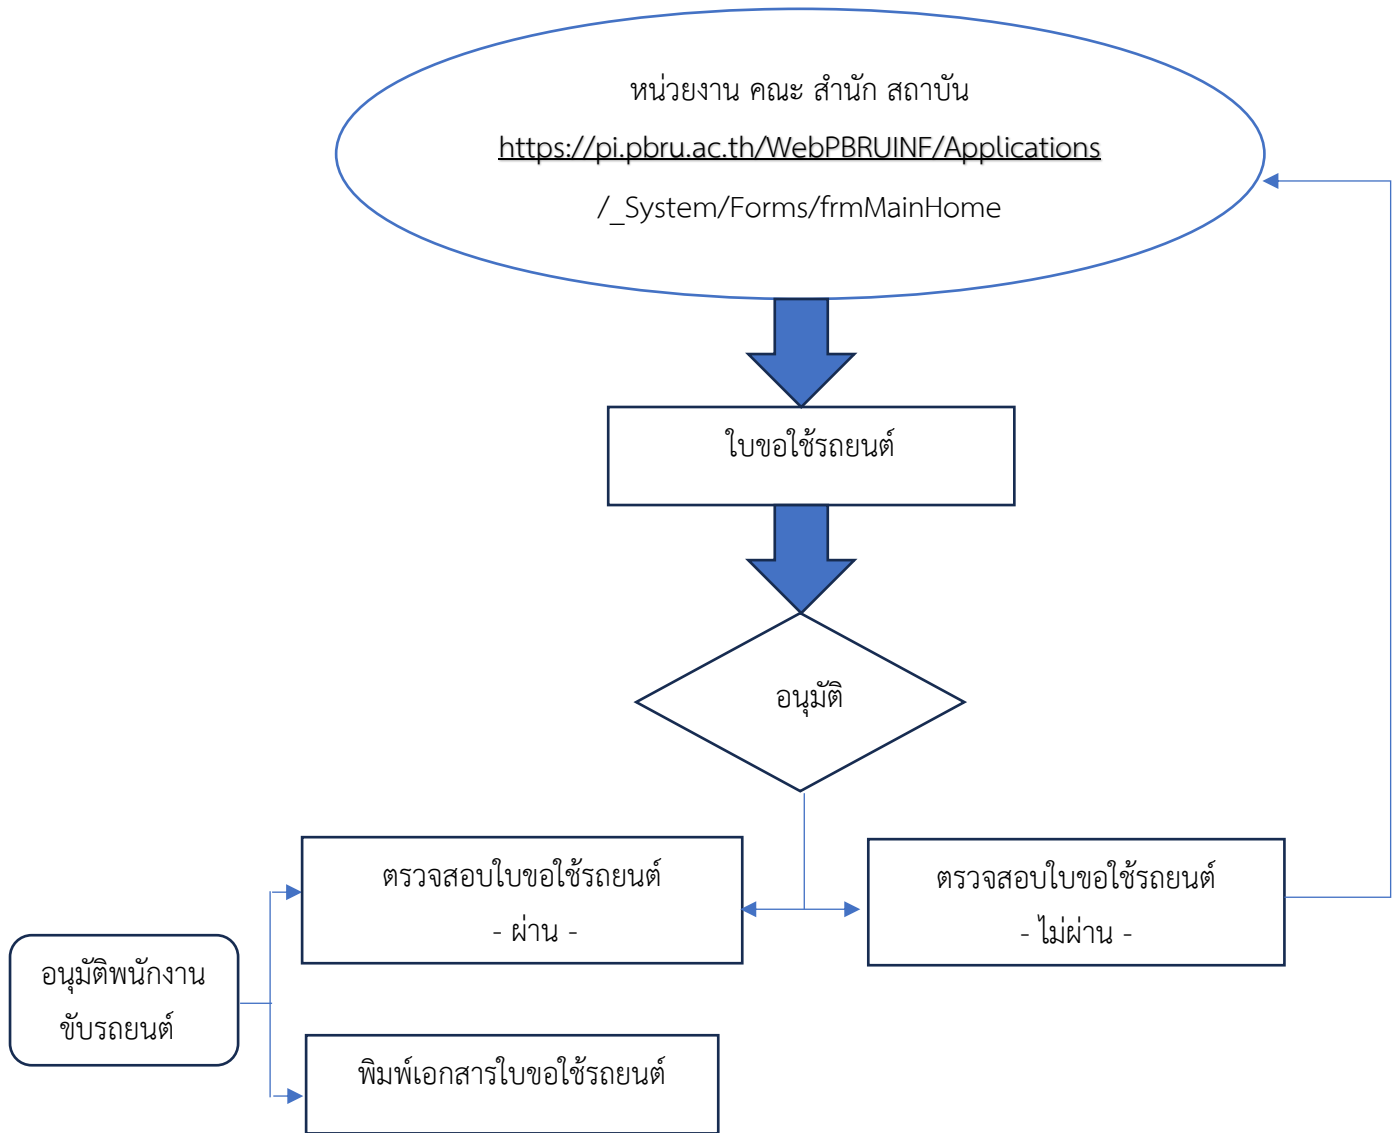 หน่วยงาน คณะ สำนัก สถาบัน
https://pi.pbru.ac.th/WebPBRUINF/Applications
/_System/Forms/frmMainHome
ใบขอใช้รถยนต์
อนุมัติ
ตรวจสอบใบขอใช้รถยนต์
- ผ่าน -
ตรวจสอบใบขอใช้รถยนต์
- ไม่ผ่าน -
อนุมัติพนักงาน
ขับรถยนต์
พิมพ์เอกสารใบขอใช้รถยนต์